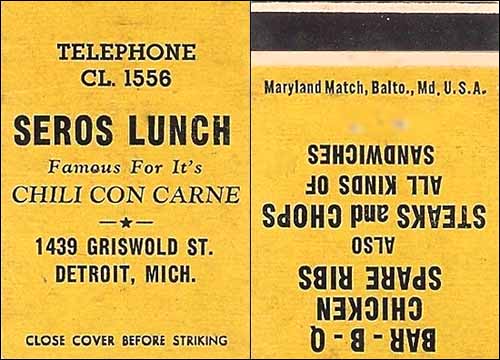 TELEPHONE
CL. 1556
SEROS LUNCH
Famous For It's
CHILI CON CARNE
1439 GRISWOLD ST.
DETROIT, MICH.
CLOSE COVER BEFORE STRIKING
Maryland Match, Balto., Md. U.S.A.
BAR - B - Q
CHICKEN
SPARE RIBS
ALSO
STEAKS and CHOPS
ALL KINDS OF
SANDWICHES